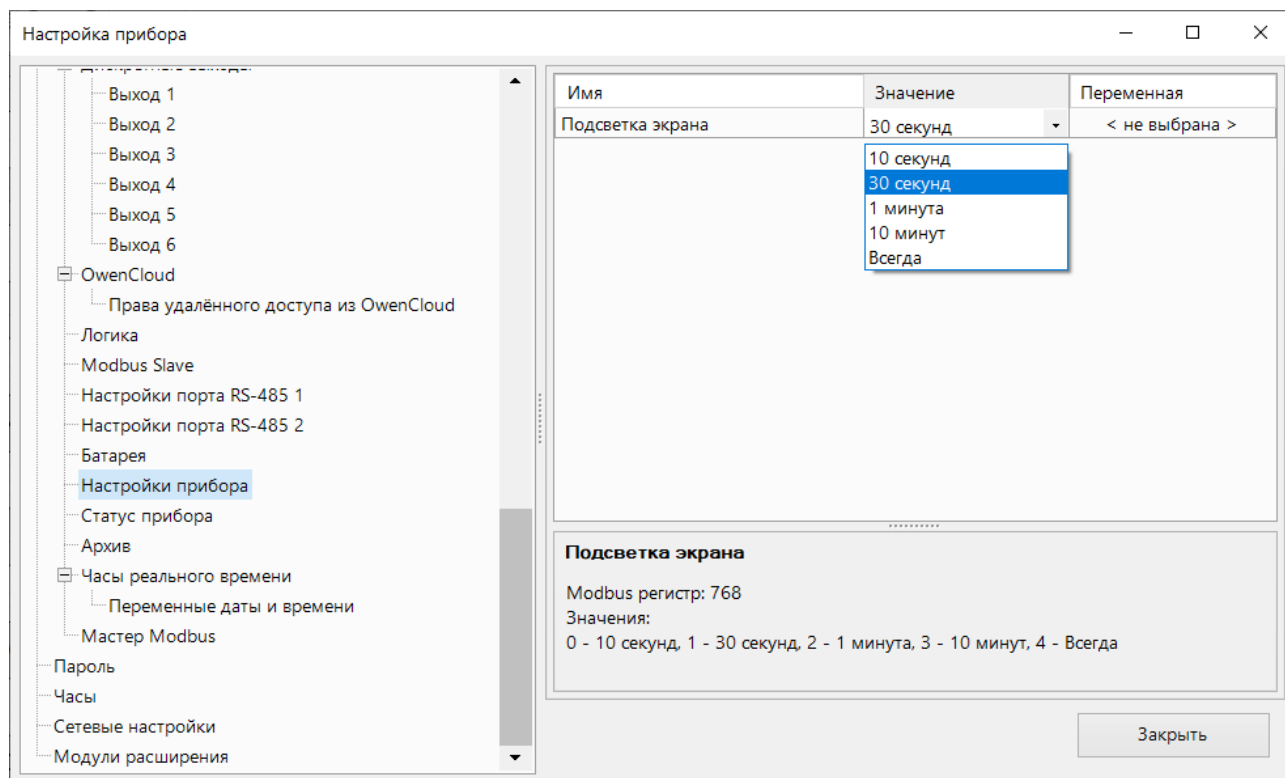 Настройка прибора
Выход 1
Выход 2
Выход 3
Выход 4
Выход 5
Выход 6
OwenCloud
Права удалённого доступа из OwenCloud
Логика
Modbus Slave
Настройки порта RS-485 1
Настройки порта RS-485 2
Батарея
Настройки прибора
Статус прибора
Архив
Часы реального времени
Переменные даты и времени
Мастер Modbus
Пароль
Часы
Сетевые настройки
Модули расширения
Имя Значение Переменная
Подсветка экрана 30 секунд < не выбрана >
10 секунд
30 секунд
1 минута
10 минут
Всегда
Подсветка экрана
Modbus регистр: 768
Значения:
0 - 10 секунд, 1 - 30 секунд, 2 - 1 минута, 3 - 10 минут, 4 - Всегда
Закрыть